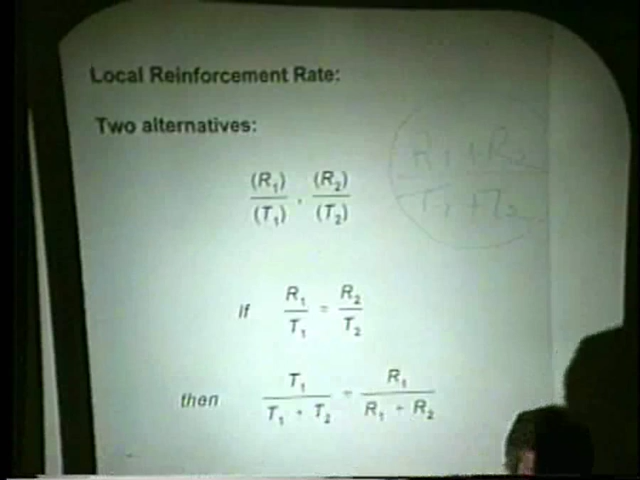 Local Reinforcement Rate:
Two alternatives:
(R₁)/(T₁) , (R₂)/(T₂)
R₁ + R₂ / T₁ + T₂
If R₁/T₁ = R₂/T₂
then T₁/(T₁ + T₂) = R₁/(R₁ + R₂)